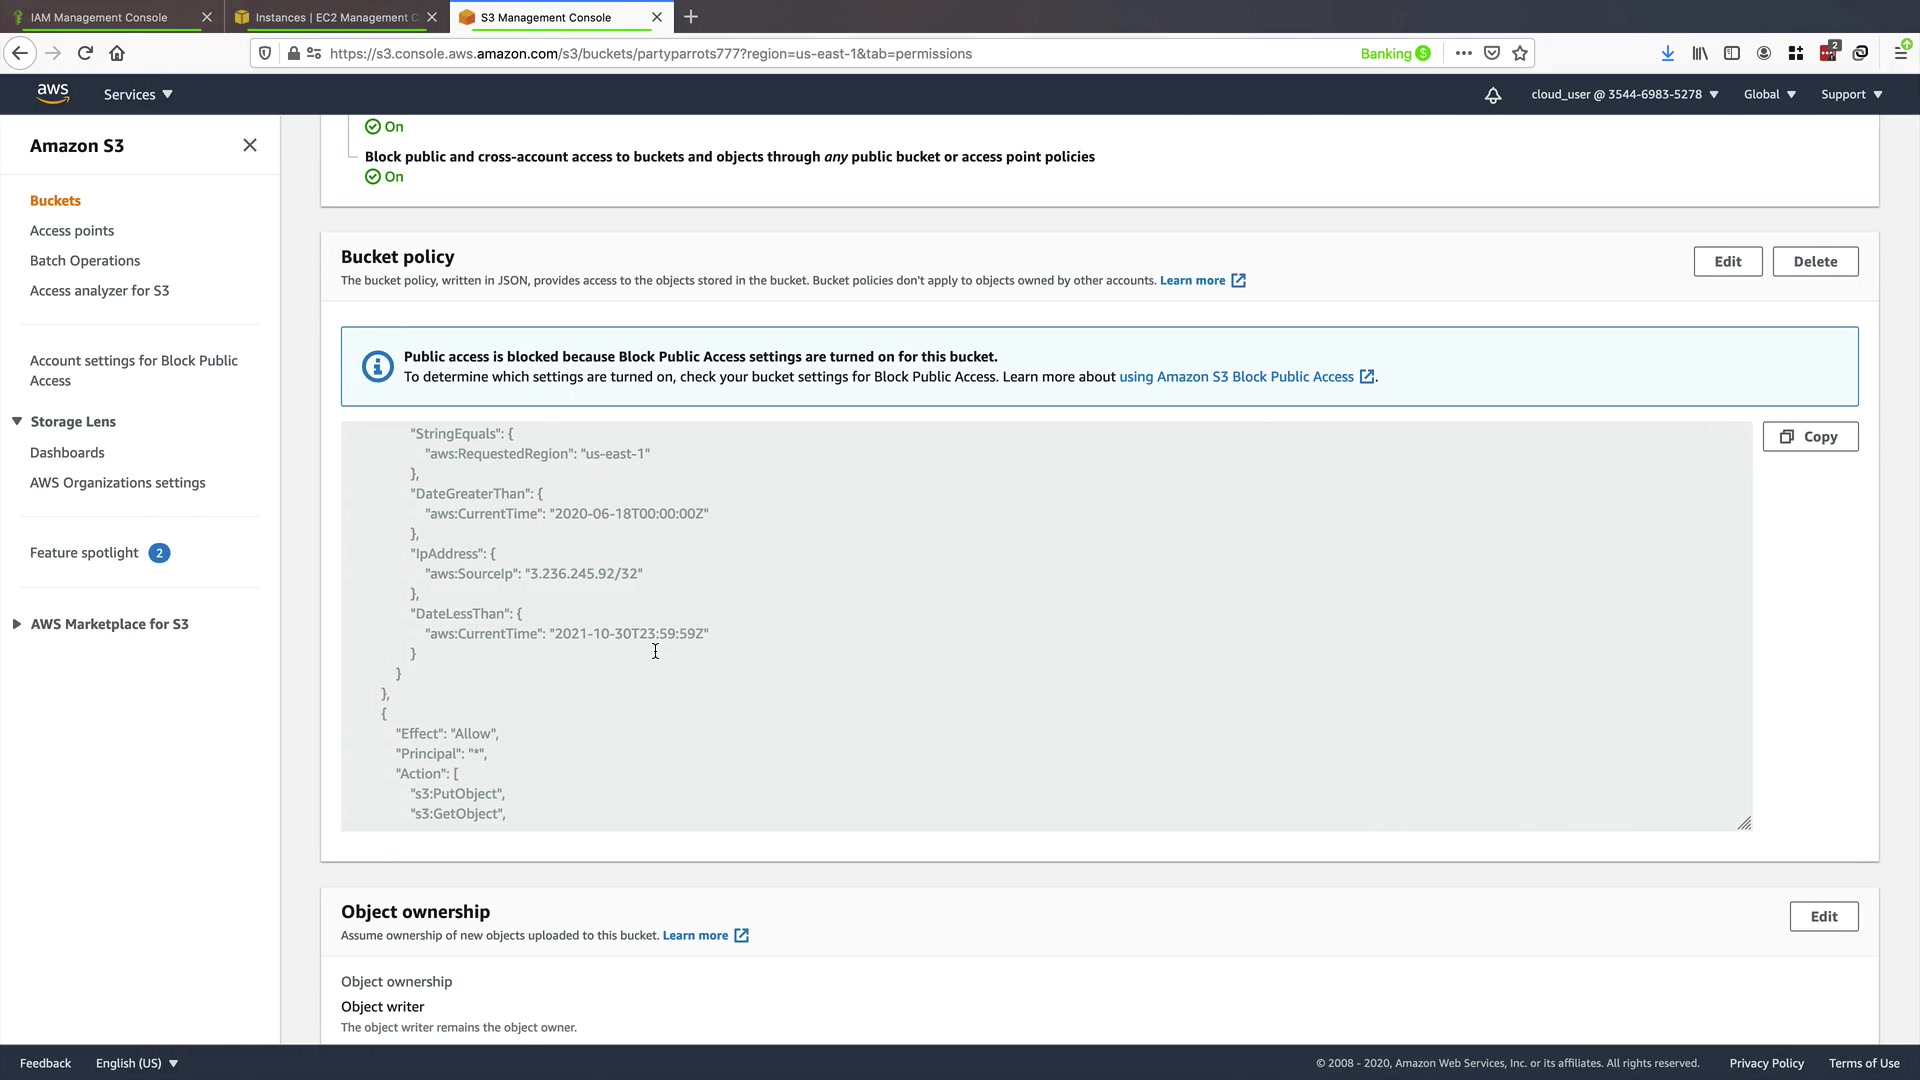 IAM Management Console
Instances | EC2 Management C
S3 Management Console
https://s3.console.aws.amazon.com/s3/buckets/partyparrots777?region=us-east-1&tab=permissions
Banking
2
aws
Services
cloud_user @ 3544-6983-5278
Global
Support
Amazon S3
Buckets
Access points
Batch Operations
Access analyzer for S3
Account settings for Block Public
Access
Storage Lens
Dashboards
AWS Organizations settings
Feature spotlight 2
AWS Marketplace for S3
On
Block public and cross-account access to buckets and objects through any public bucket or access point policies
On
Bucket policy
Edit
Delete
The bucket policy, written in JSON, provides access to the objects stored in the bucket. Bucket policies don't apply to objects owned by other accounts. Learn more
Public access is blocked because Block Public Access settings are turned on for this bucket.
To determine which settings are turned on, check your bucket settings for Block Public Access. Learn more about using Amazon S3 Block Public Access.
Copy
"StringEquals": {
"aws:RequestedRegion": "us-east-1"
},
"DateGreaterThan": {
"aws:CurrentTime": "2020-06-18T00:00:00Z"
},
"IpAddress": {
"aws:SourceIp": "3.236.245.92/32"
},
"DateLessThan": {
"aws:CurrentTime": "2021-10-30T23:59:59Z"
}
}
},
{
"Effect": "Allow",
"Principal": "*",
"Action": [
"s3:PutObject",
"s3:GetObject",
Object ownership
Edit
Assume ownership of new objects uploaded to this bucket. Learn more
Object ownership
Object writer
The object writer remains the object owner.
Feedback
English (US)
© 2008 - 2020, Amazon Web Services, Inc. or its affiliates. All rights reserved.
Privacy Policy
Terms of Use